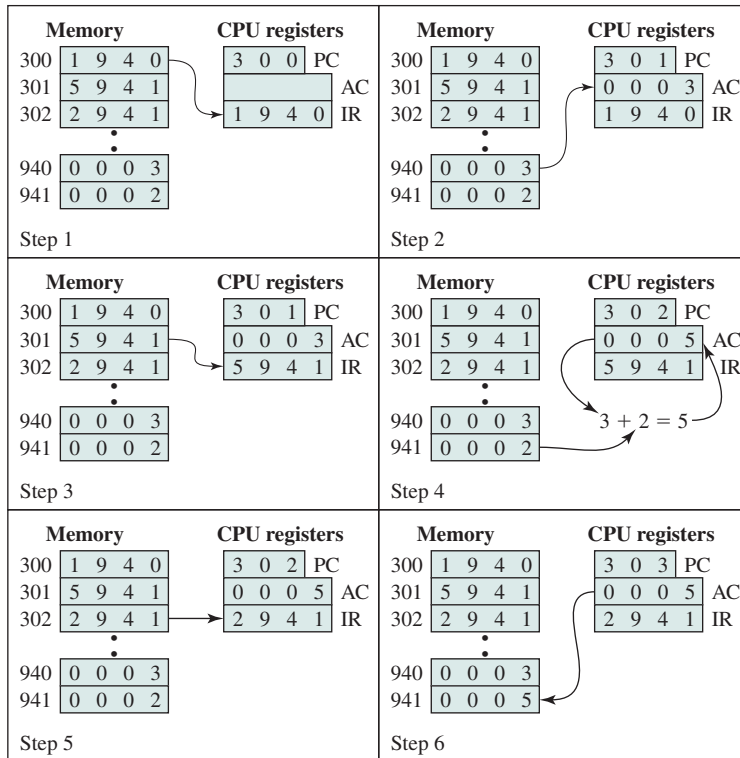 Memory CPU registers
300 1 9 4 0 3 0 0 PC
301 5 9 4 1 AC
302 2 9 4 1 1 9 4 0 IR
940 0 0 0 3
941 0 0 0 2
Step 1
Memory CPU registers
300 1 9 4 0 3 0 1 PC
301 5 9 4 1 0 0 0 3 AC
302 2 9 4 1 1 9 4 0 IR
940 0 0 0 3
941 0 0 0 2
Step 2
Memory CPU registers
300 1 9 4 0 3 0 1 PC
301 5 9 4 1 0 0 0 3 AC
302 2 9 4 1 5 9 4 1 IR
940 0 0 0 3
941 0 0 0 2
Step 3
Memory CPU registers
300 1 9 4 0 3 0 2 PC
301 5 9 4 1 0 0 0 5 AC
302 2 9 4 1 5 9 4 1 IR
940 0 0 0 3 3 + 2 = 5
941 0 0 0 2
Step 4
Memory CPU registers
300 1 9 4 0 3 0 2 PC
301 5 9 4 1 0 0 0 5 AC
302 2 9 4 1 2 9 4 1 IR
940 0 0 0 3
941 0 0 0 2
Step 5
Memory CPU registers
300 1 9 4 0 3 0 3 PC
301 5 9 4 1 0 0 0 5 AC
302 2 9 4 1 2 9 4 1 IR
940 0 0 0 3
941 0 0 0 5
Step 6